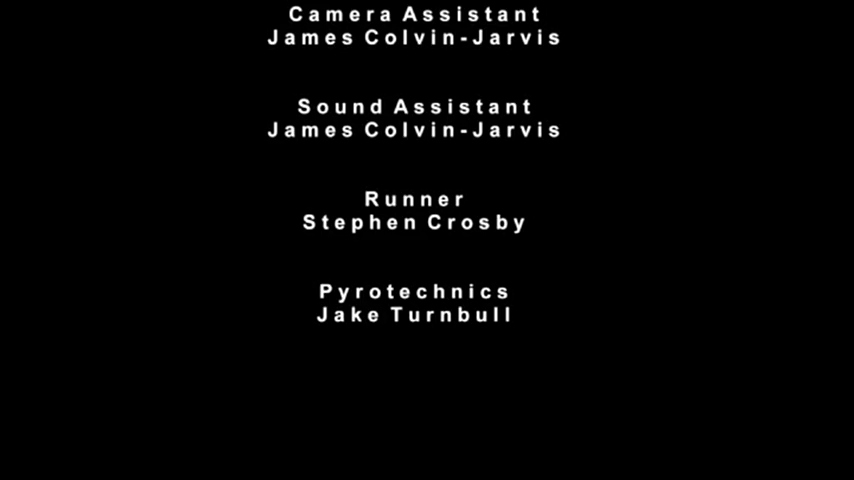 Camera Assistant
James Colvin-Jarvis
Sound Assistant
James Colvin-Jarvis
Runner
Stephen Crosby
Pyrotechnics
Jake Turnbull